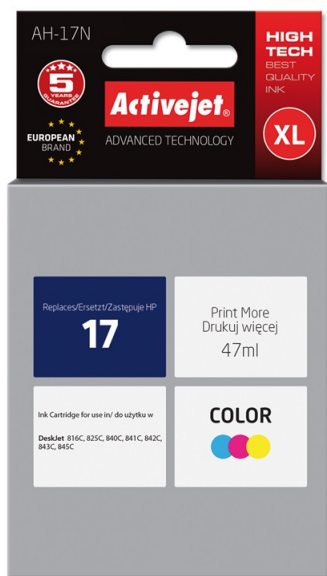 AH-17N
HIGH
TECH
BEST
QUALITY
INK
5
YEARS
GUARANTEE
Activejet®
EUROPEAN
BRAND
ADVANCED TECHNOLOGY
XL
Replaces/Ersetzt/Zastępuje HP
17
Print More
Drukuj więcej
47ml
Ink Cartridge for use in/ do użytku w
DeskJet 816C, 825C, 840C, 841C, 842C,
843C, 845C
COLOR